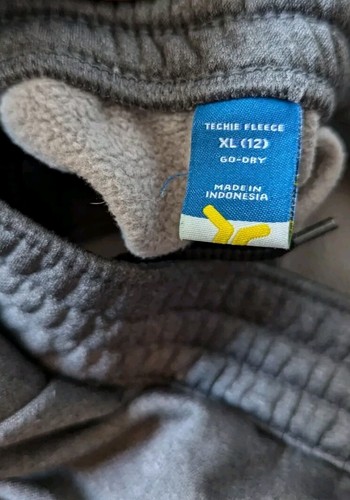 TECHIE FLEECE
XL (12)
GO-DRY
MADE IN
INDONESIA